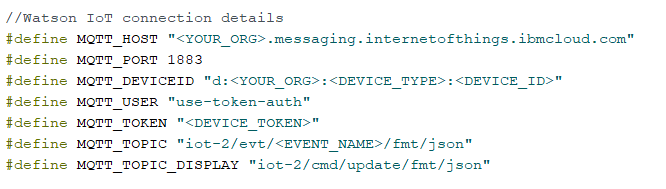 //Watson IoT connection details
#define MQTT_HOST "<YOUR_ORG>.messaging.internetofthings.ibmcloud.com"
#define MQTT_PORT 1883
#define MQTT_DEVICEID "d:<YOUR_ORG>:<DEVICE_TYPE>:<DEVICE_ID>"
#define MQTT_USER "use-token-auth"
#define MQTT_TOKEN "<DEVICE_TOKEN>"
#define MQTT_TOPIC "iot-2/evt/<EVENT_NAME>/fmt/json"
#define MQTT_TOPIC_DISPLAY "iot-2/cmd/update/fmt/json"